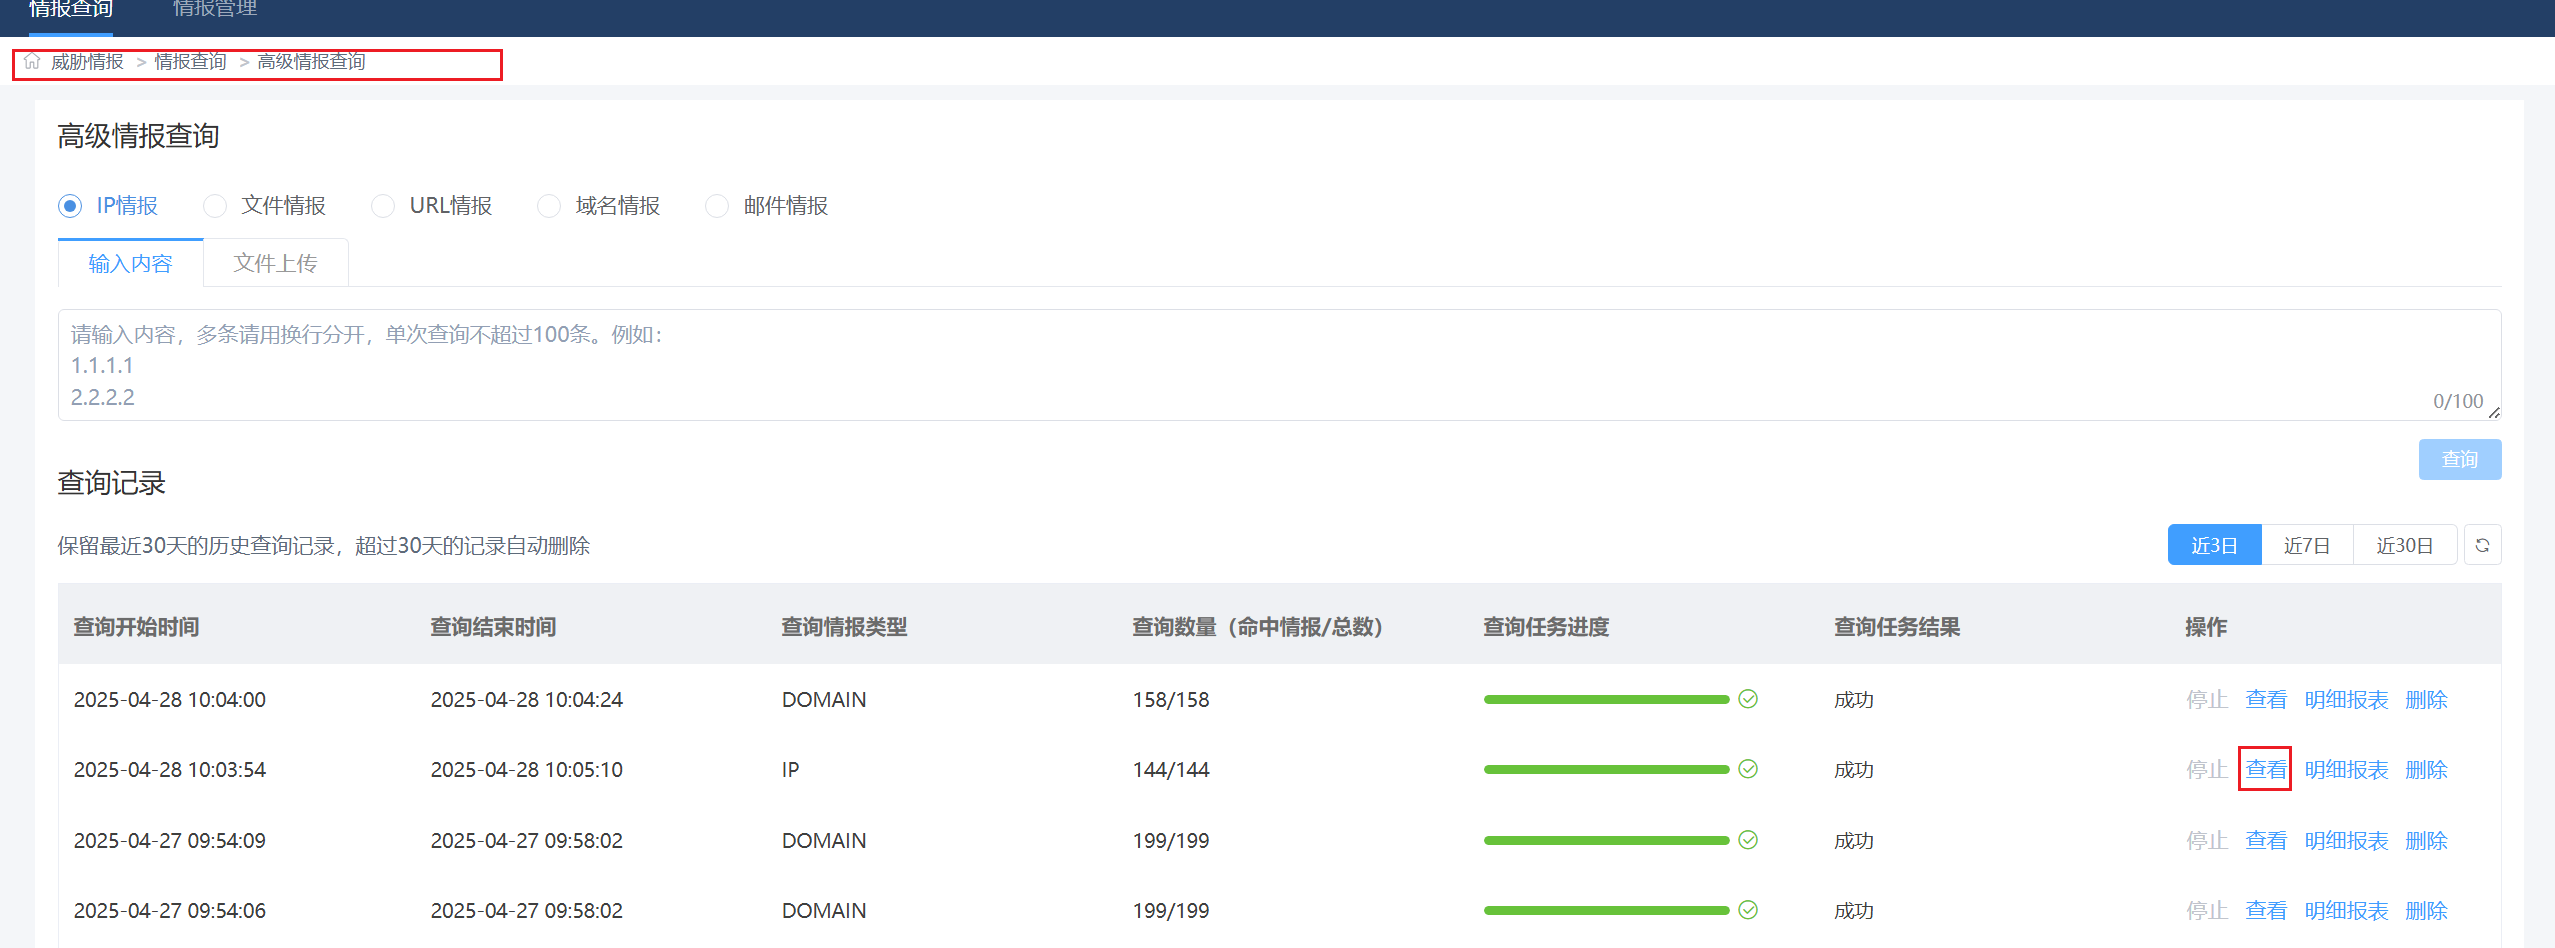 情报查询 情报管理
威胁情报 > 情报查询 > 高级情报查询
高级情报查询
IP情报 文件情报 URL情报 域名情报 邮件情报
输入内容 文件上传
请输入内容，多条请用换行分开，单次查询不超过100条。例如：
1.1.1.1
2.2.2.2
0/100
查询
查询记录
保留最近30天的历史查询记录，超过30天的记录自动删除
近3日 近7日 近30日
查询开始时间 查询结束时间 查询情报类型 查询数量（命中情报/总数） 查询任务进度 查询任务结果 操作
2025-04-28 10:04:00 2025-04-28 10:04:24 DOMAIN 158/158 成功 停止 查看 明细报表 删除
2025-04-28 10:03:54 2025-04-28 10:05:10 IP 144/144 成功 停止 查看 明细报表 删除
2025-04-27 09:54:09 2025-04-27 09:58:02 DOMAIN 199/199 成功 停止 查看 明细报表 删除
2025-04-27 09:54:06 2025-04-27 09:58:02 DOMAIN 199/199 成功 停止 查看 明细报表 删除